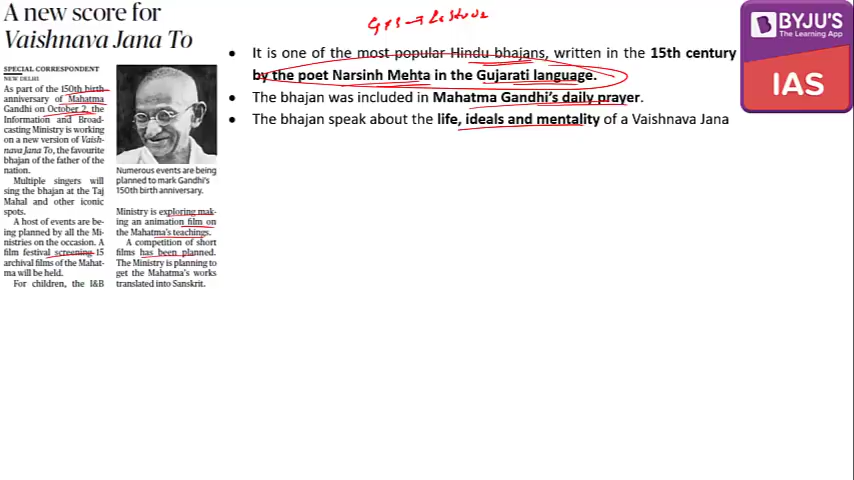 A new score for
Vaishnava Jana To
SPECIAL CORRESPONDENT
NEW DELHI
As part of the 150th birth
anniversary of Mahatma
Gandhi on October 2, the
Information and Broad-
casting Ministry is working
on a new version of Vaish-
nava Jana To, the favourite
bhajan of the father of the
nation.
Multiple singers will
sing the bhajan at the Taj
Mahal and other iconic
spots.
A host of events are be-
ing planned by all the Mi-
nistries on the occasion. A
film festival screening 15
archival films of the Mahat-
ma will be held.
For children, the I&B
Numerous events are being
planned to mark Gandhi's
150th birth anniversary.
Ministry is exploring mak-
ing an animation film on
the Mahatma's teachings.
A competition of short
films has been planned.
The Ministry is planning to
get the Mahatma's works
translated into Sanskrit.
• It is one of the most popular Hindu bhajans, written in the 15th century
by the poet Narsinh Mehta in the Gujarati language.
• The bhajan was included in Mahatma Gandhi's daily prayer.
• The bhajan speak about the life, ideals and mentality of a Vaishnava Jana
BYJU'S
The Learning App
IAS